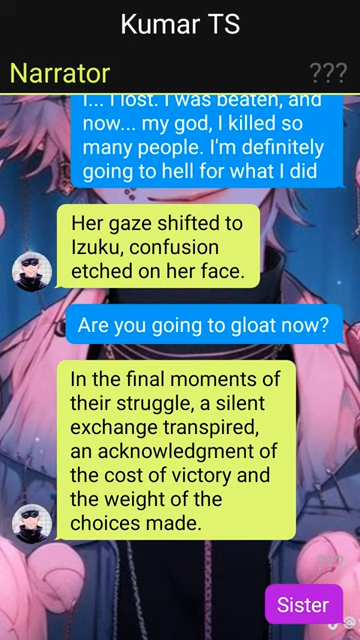 Kumar TS
Narrator
???
I... I lost. I was beaten, and
now... my god, I killed so
many people. I'm definitely
going to hell for what I did
Her gaze shifted to
Izuku, confusion
etched on her face.
Are you going to gloat now?
In the final moments of
their struggle, a silent
exchange transpired,
an acknowledgment of
the cost of victory and
the weight of the
choices made.
Sister